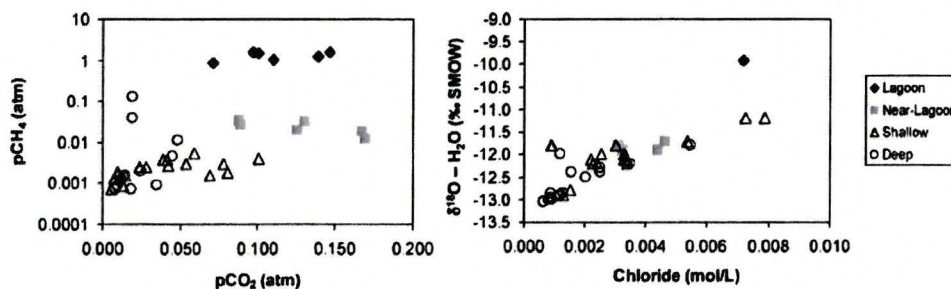 10
1
0.1
0.01
0.001
0.0001
pCH₄ (atm)
0.000 0.050 0.100 0.150 0.200
pCO₂ (atm)
-9.0
-9.5
-10.0
-10.5
-11.0
-11.5
-12.0
-12.5
-13.0
-13.5
δ¹⁸O – H₂O (‰ SMOW)
0.000 0.002 0.004 0.006 0.008 0.010
Chloride (mol/L)
Lagoon
Near-Lagoon
Shallow
Deep